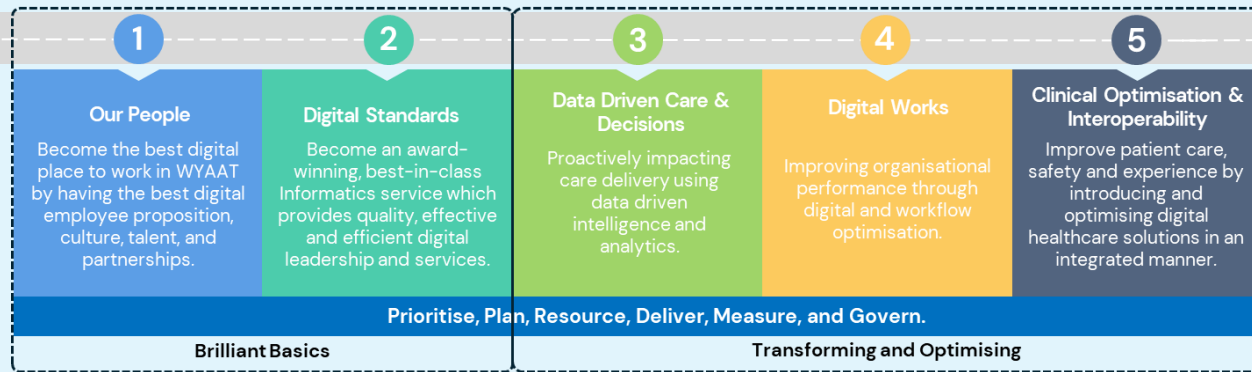 1
Our People
Become the best digital
place to work in WYAAT
by having the best digital
employee proposition,
culture, talent, and
partnerships.
2
Digital Standards
Become an award-
winning, best-in-class
Informatics service which
provides quality, effective
and efficient digital
leadership and services.
3
Data Driven Care &
Decisions
Proactively impacting
care delivery using
data driven
intelligence and
analytics.
4
Digital Works
Improving organisational
performance through
digital and workflow
optimisation.
5
Clinical Optimisation &
Interoperability
Improve patient care,
safety and experience by
introducing and
optimising digital
healthcare solutions in an
integrated manner.
Prioritise, Plan, Resource, Deliver, Measure, and Govern.
Brilliant Basics
Transforming and Optimising